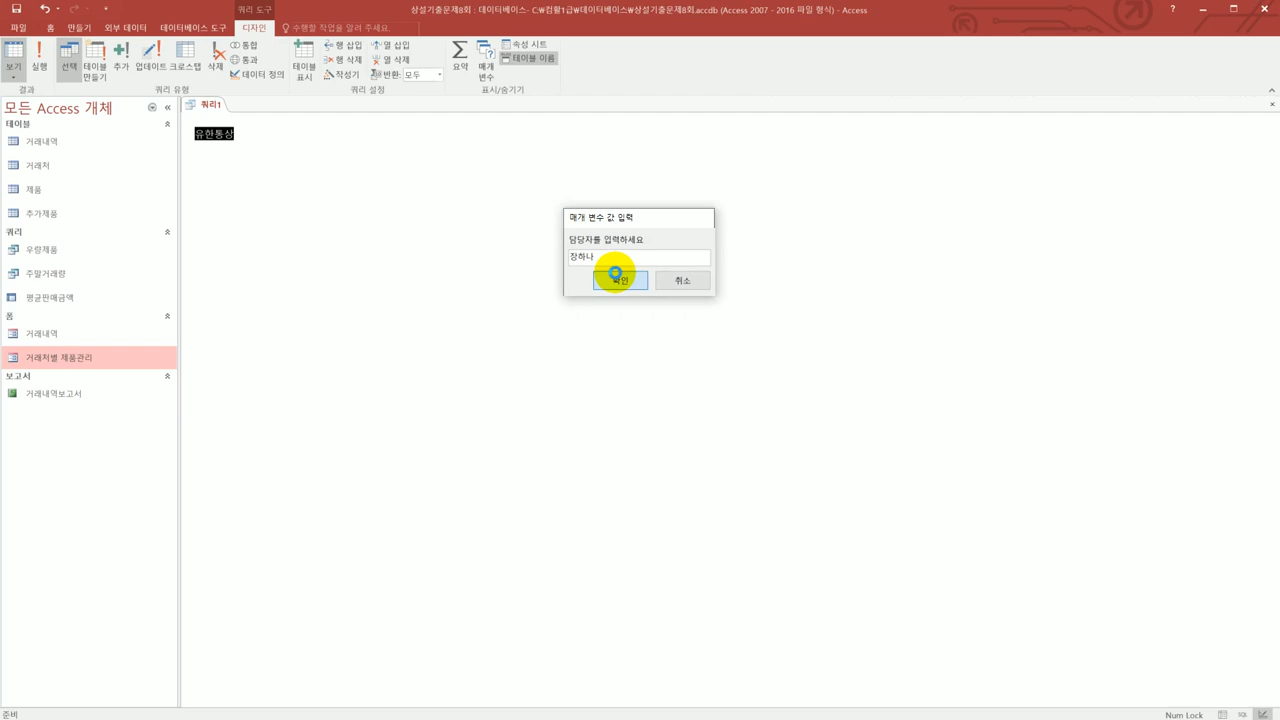 쿼리 도구
상설기출문제8회 : 데이터베이스- C:₩컴활1급₩데이터베이스₩상설기출문제8회.accdb (Access 2007 - 2016 파일 형식) - Access
?
파일 홈 만들기 외부 데이터 데이터베이스 도구 디자인 수행할 작업을 알려 주세요.
보기
실행
선택
테이블 만들기
추가
업데이트
크로스탭
삭제
통합
통과
데이터 정의
테이블 표시
행 삽입
행 삭제
작성기
열 삽입
열 삭제
반환: 모두
요약
매개 변수
속성 시트
테이블 이름
결과 쿼리 유형 쿼리 설정 표시/숨기기
모든 Access 개체
쿼리1
테이블
거래내역
거래처
제품
추가제품
쿼리
우량제품
주말거래량
평균판매금액
폼
거래내역
거래처별 제품관리
보고서
거래내역보고서
유한통상
매개 변수 값 입력
담당자를 입력하세요
장하나
확인 취소
준비
Num Lock
SQL